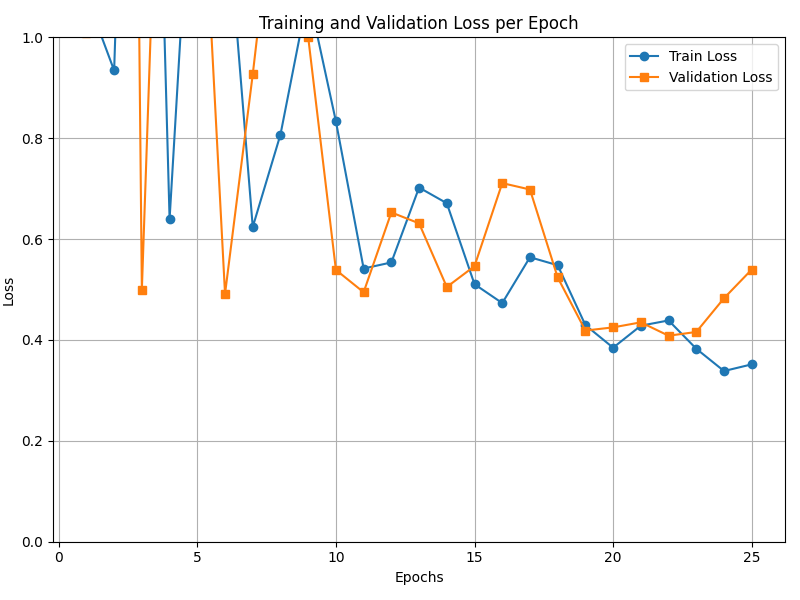 Training and Validation Loss per Epoch
Train Loss
Validation Loss
1.0
0.8
0.6
0.4
0.2
0.0
Loss
0 5 10 15 20 25
Epochs